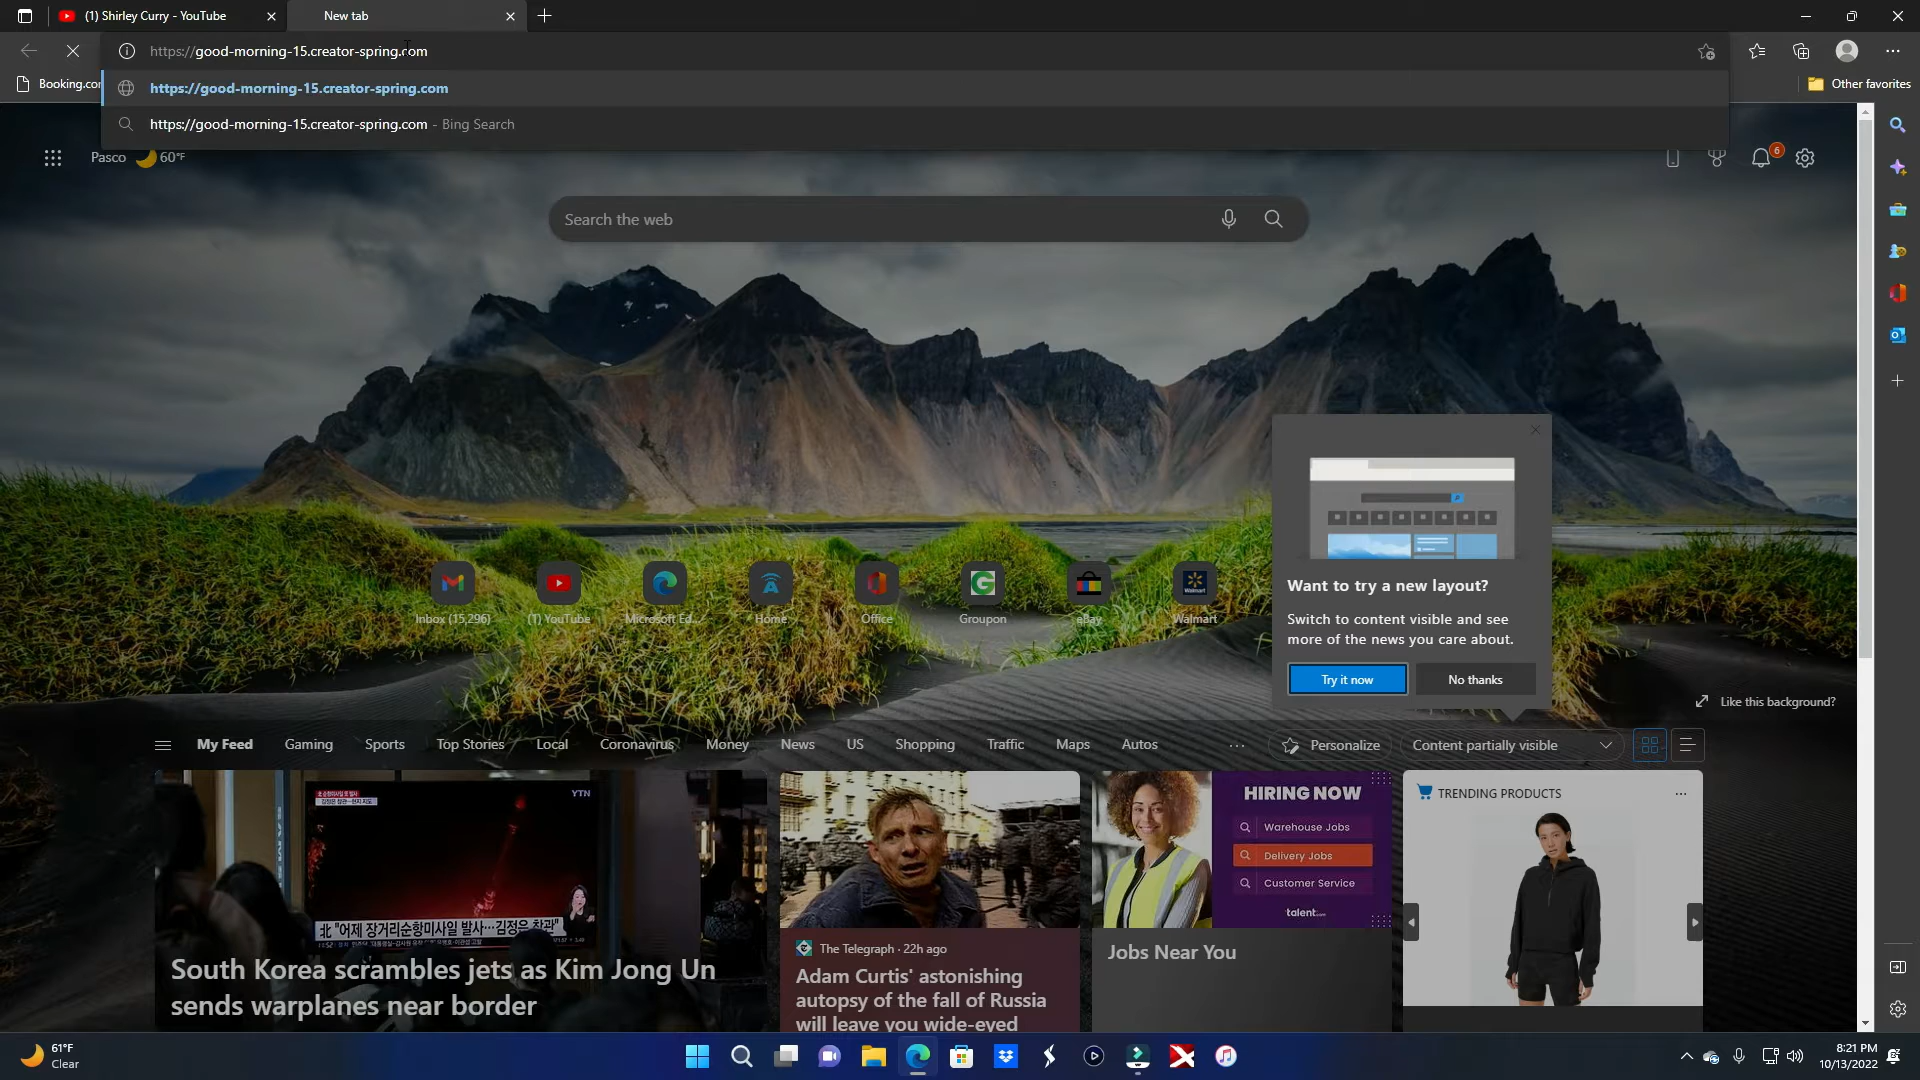 (1) Shirley Curry - YouTube
New tab
https://good-morning-15.creator-spring.com
Booking.com
https://good-morning-15.creator-spring.com
Other favorites
https://good-morning-15.creator-spring.com - Bing Search
Pasco 60°F
6
Search the web
Want to try a new layout?
Switch to content visible and see
more of the news you care about.
Try it now
No thanks
Inbox (15,296)
(1) YouTube
Microsoft Ed...
Home
Office
Groupon
eBay
Walmart
Like this background?
My Feed
Gaming
Sports
Top Stories
Local
Coronavirus
Money
News
US
Shopping
Traffic
Maps
Autos
...
Personalize
Content partially visible
YTN
北 "어제 장거리순항미사일 발사…김정은 참관"
South Korea scrambles jets as Kim Jong Un
sends warplanes near border
The Telegraph · 22h ago
Adam Curtis' astonishing
autopsy of the fall of Russia
will leave you wide-eyed
HIRING NOW
Warehouse Jobs
Delivery Jobs
Customer Service
talent.com
Jobs Near You
TRENDING PRODUCTS
61°F
Clear
8:21 PM
10/13/2022